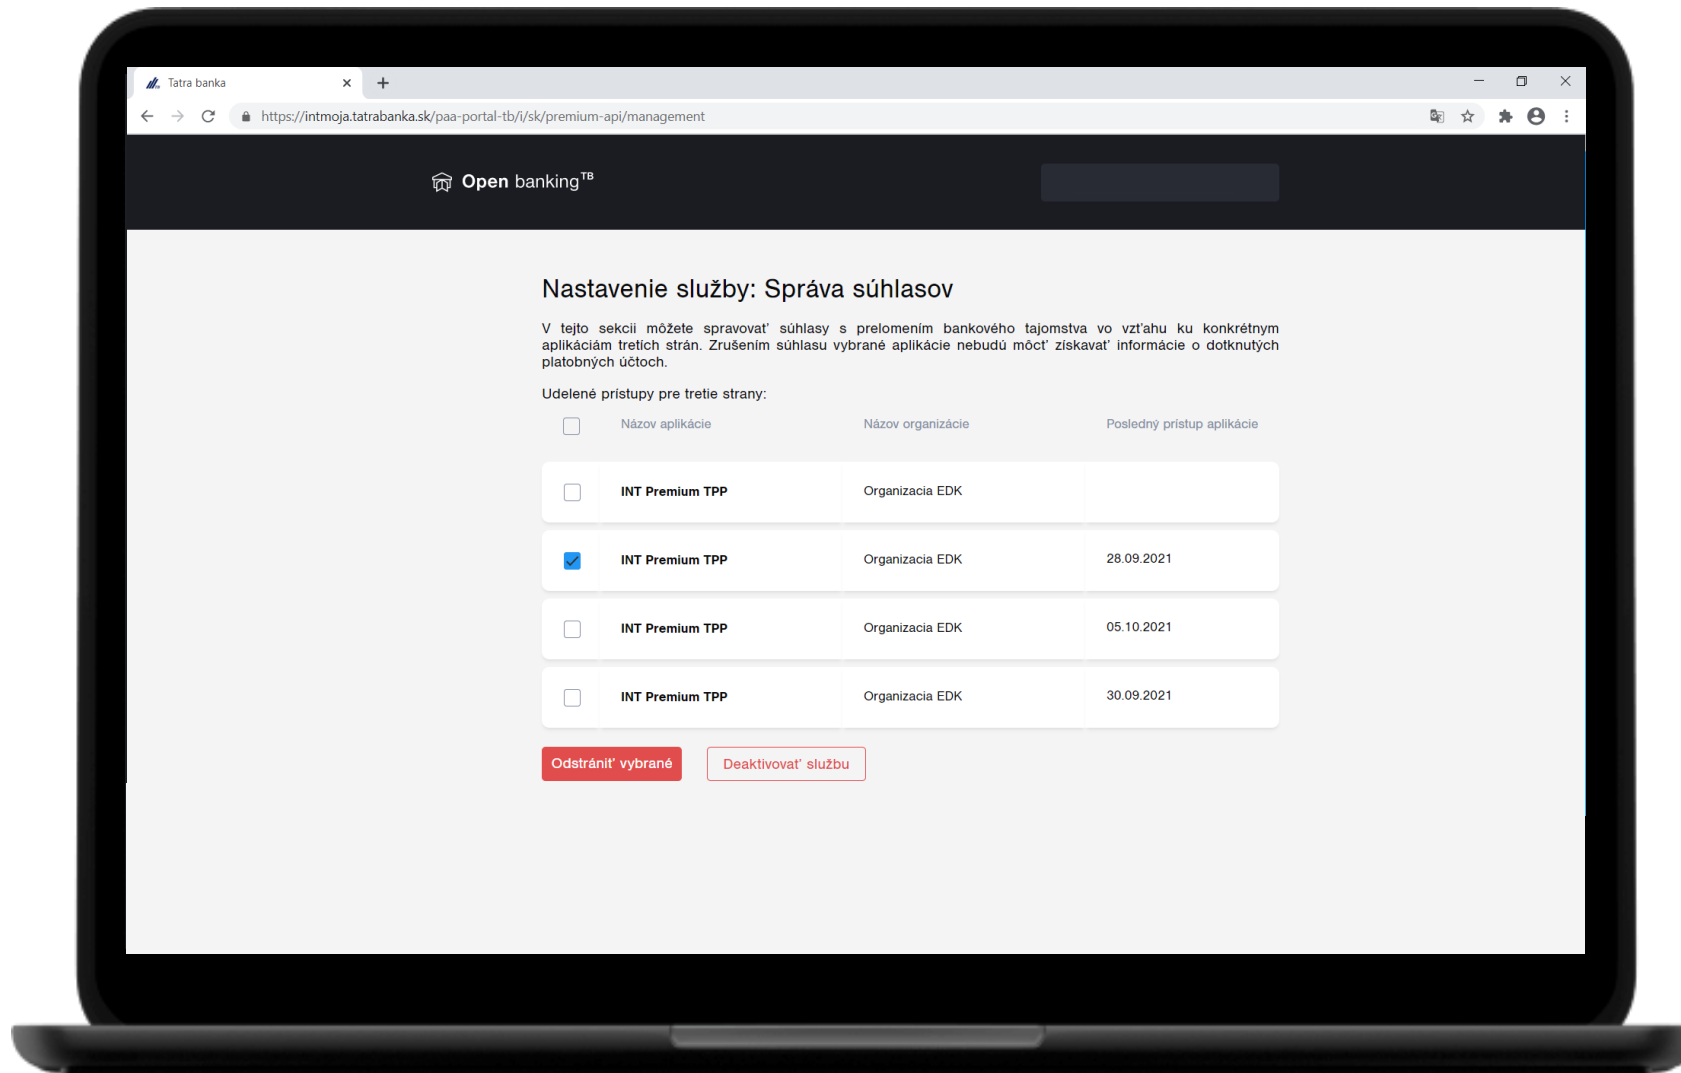 Tatra banka
https://intmoja.tatrabanka.sk/paa-portal-tb/i/sk/premium-api/management
Open banking TB
Nastavenie služby: Správa súhlasov
V tejto sekcii môžete spravovať súhlasy s prelomením bankového tajomstva vo vzťahu ku konkrétnym
aplikáciám tretích strán. Zrušením súhlasu vybrané aplikácie nebudú môcť získavať informácie o dotknutých
platobných účtoch.
Udelené prístupy pre tretie strany:
Názov aplikácie Názov organizácie Posledný prístup aplikácie
INT Premium TPP Organizacia EDK
INT Premium TPP Organizacia EDK 28.09.2021
INT Premium TPP Organizacia EDK 05.10.2021
INT Premium TPP Organizacia EDK 30.09.2021
Odstrániť vybrané Deaktivovať službu